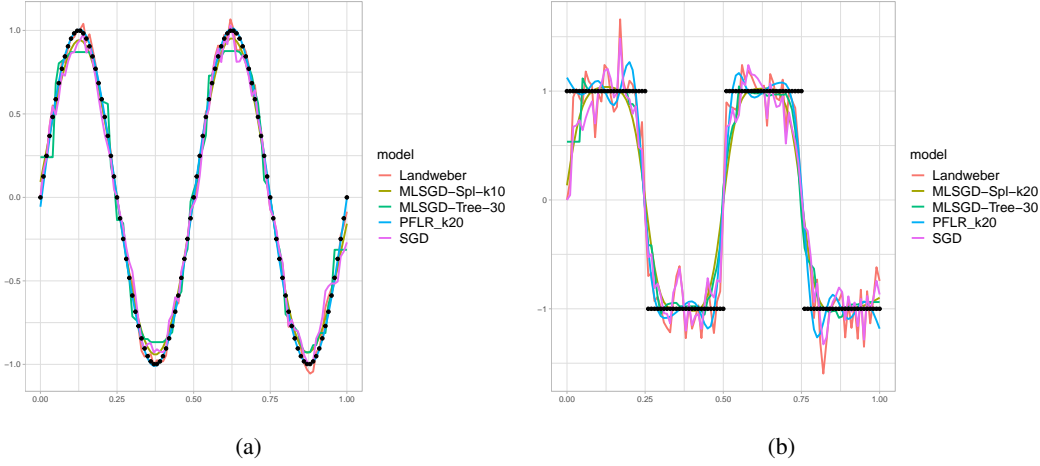 1.0
0.5
0.0
−0.5
−1.0
0.00
0.25
0.50
0.75
1.00
model
Landweber
MLSGD−Spl−k10
MLSGD−Tree−30
PFLR_k20
SGD
(a)
1
0
−1
0.00
0.25
0.50
0.75
1.00
model
Landweber
MLSGD−Spl−k20
MLSGD−Tree−30
PFLR_k20
SGD
(b)